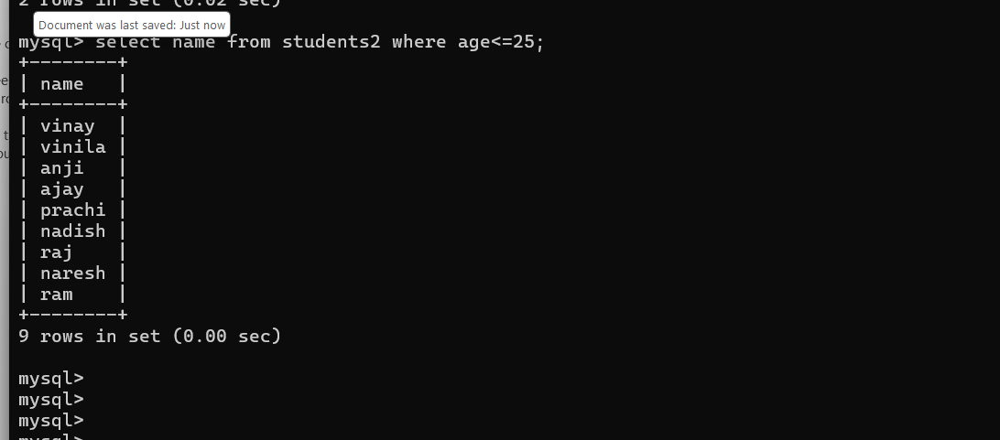 2 rows in set (0.02 sec)
Document was last saved: Just now
mysql> select name from students2 where age<=25;
+--------+
| name   |
+--------+
| vinay  |
| vinila |
| anji   |
| ajay   |
| prachi |
| nadish |
| raj    |
| naresh |
| ram    |
+--------+
9 rows in set (0.00 sec)
mysql>
mysql>
mysql>
mysql>